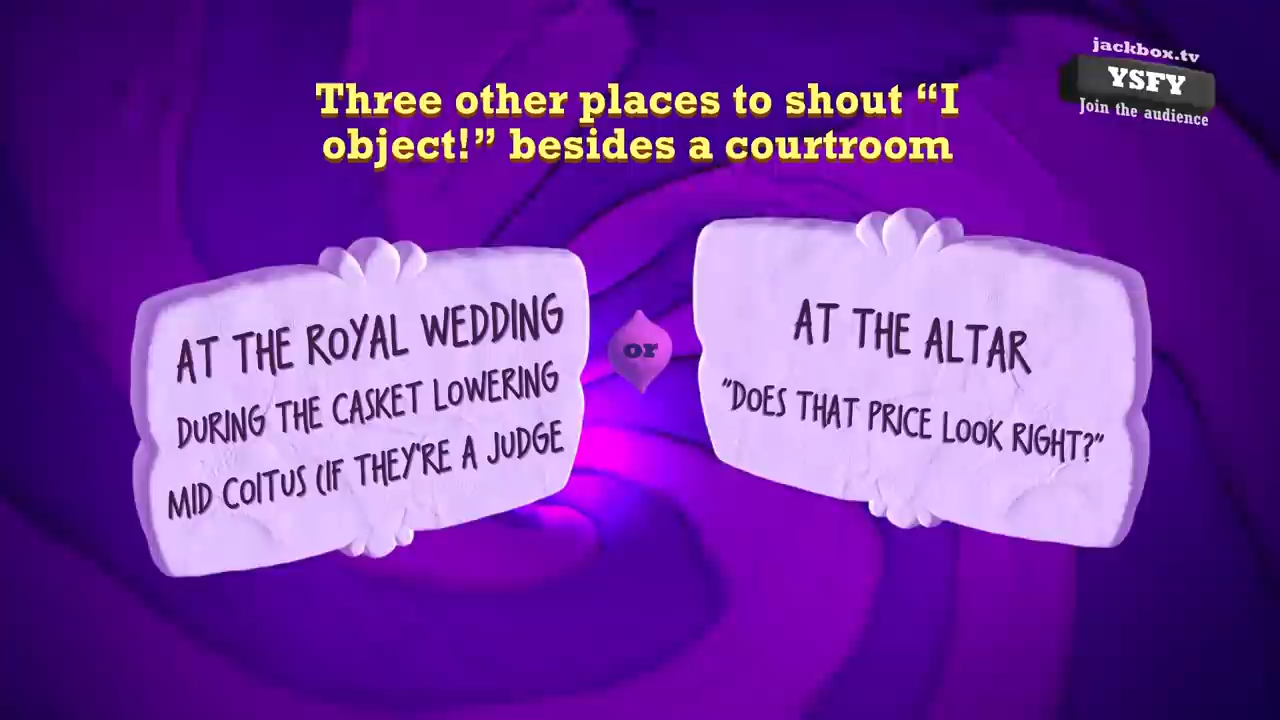 jackbox.tv
YSFY
Join the audience
Three other places to shout “I
object!” besides a courtroom
AT THE ROYAL WEDDING
DURING THE CASKET LOWERING
MID COITUS (IF THEY'RE A JUDGE
or
AT THE ALTAR
"DOES THAT PRICE LOOK RIGHT?"